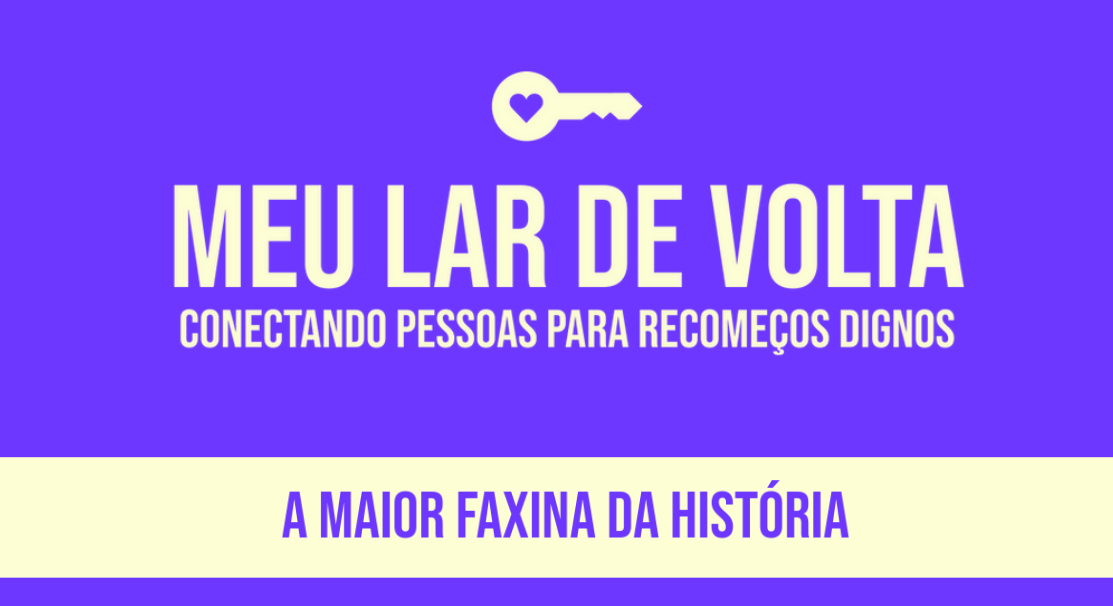 MEU LAR DE VOLTA
CONECTANDO PESSOAS PARA RECOMEÇOS DIGNOS
A MAIOR FAXINA DA HISTÓRIA